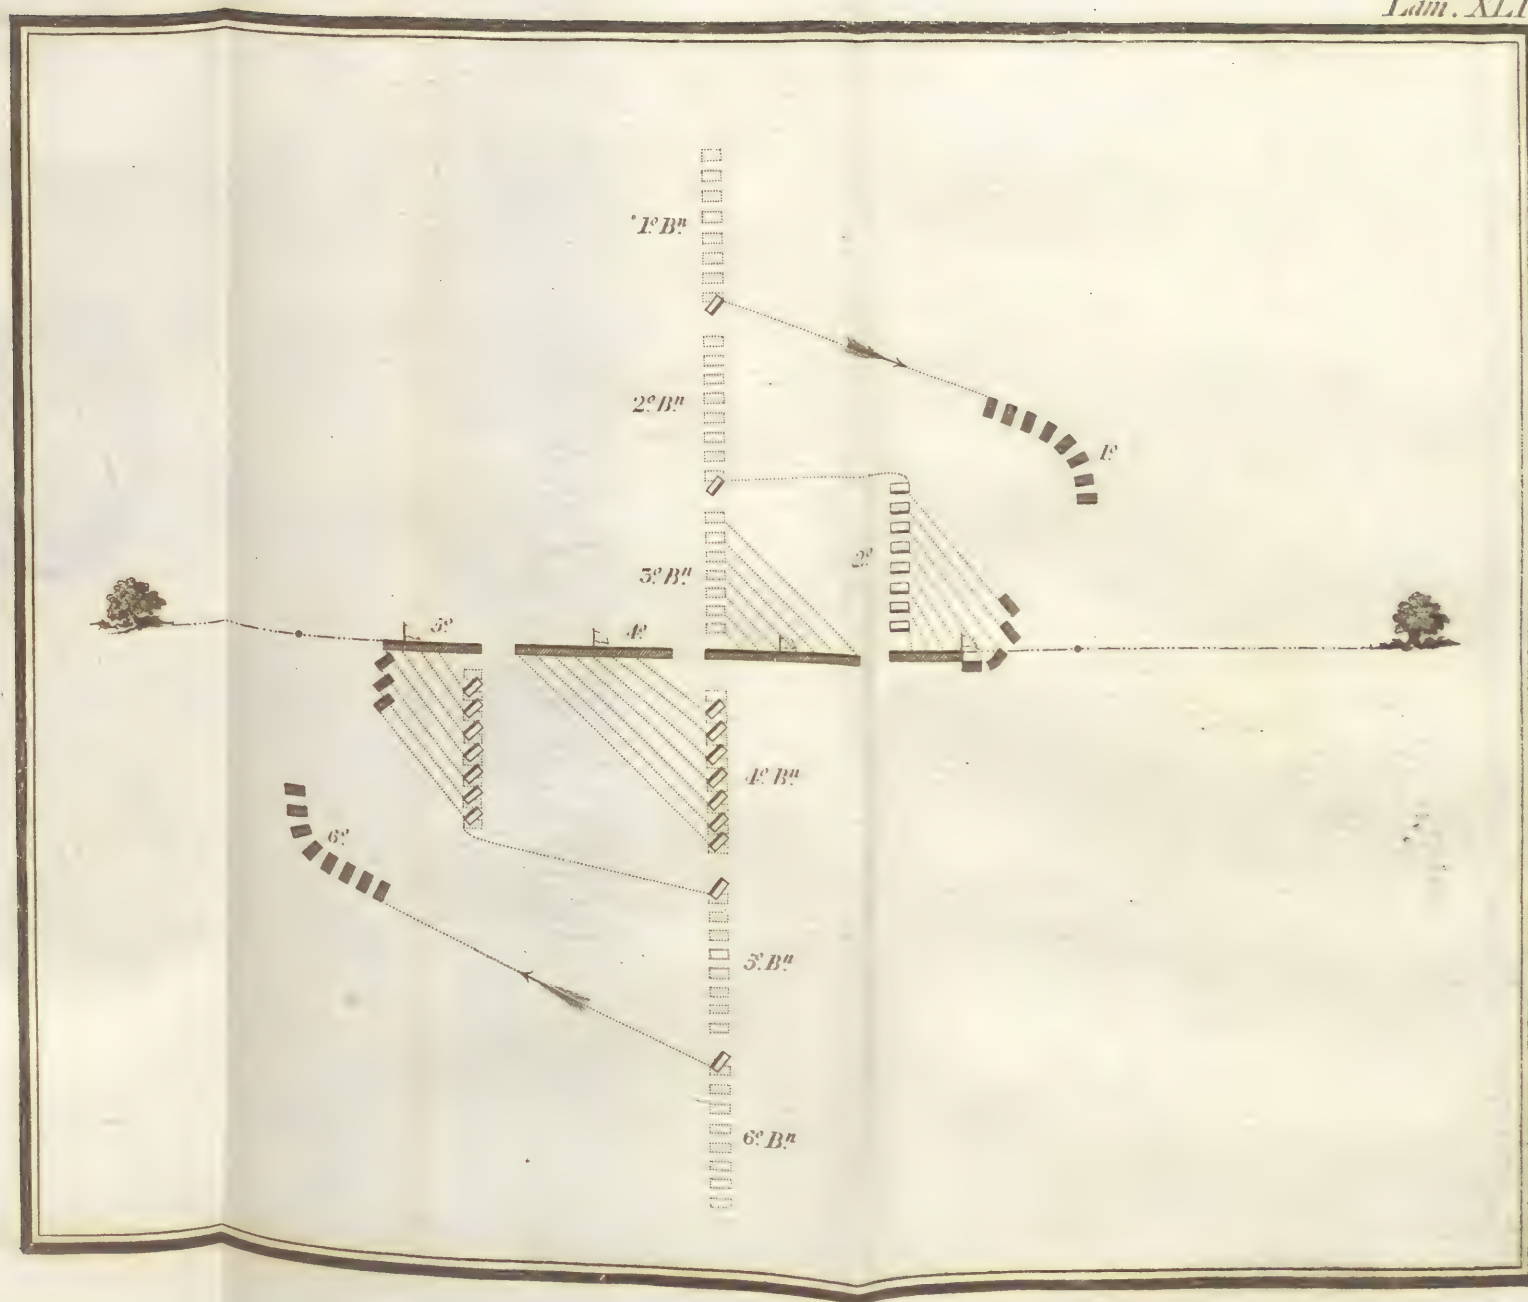 Lam. XLI
1º Bn.
2º Bn.
1º
3º Bn.
2º
5º
4º
4º Bn.
6º
5º Bn.
6º Bn.